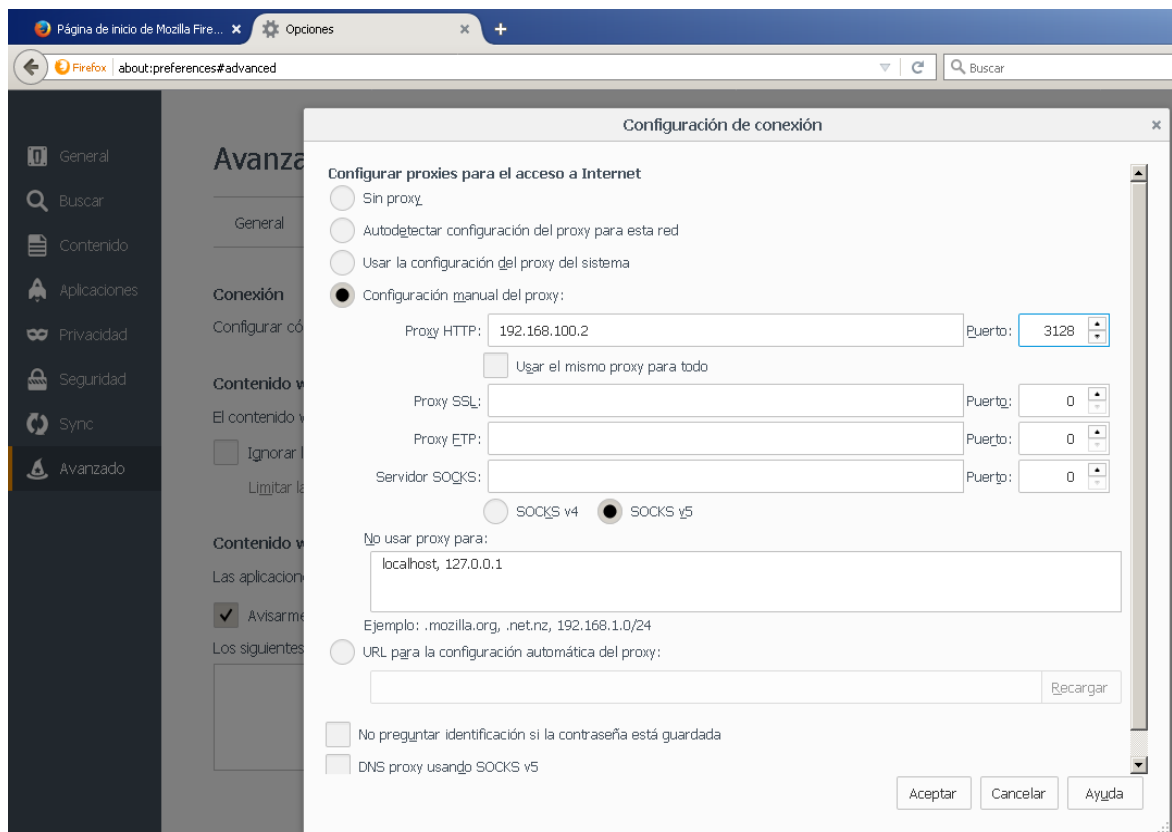 Página de inicio de Mozilla Fire...
Opciones
Firefox
about:preferences#advanced
Buscar
General
Buscar
Contenido
Aplicaciones
Privacidad
Seguridad
Sync
Avanzado
Avanza
General
Conexión
Configurar có
Contenido w
El contenido w
Ignorar l
Limitar la
Contenido w
Las aplicacion
Avisarme
Los siguientes
Configuración de conexión
Configurar proxies para el acceso a Internet
Sin proxy
Autodetectar configuración del proxy para esta red
Usar la configuración del proxy del sistema
Configuración manual del proxy:
Proxy HTTP: 192.168.100.2 Puerto: 3128
Usar el mismo proxy para todo
Proxy SSL: Puerto: 0
Proxy FTP: Puerto: 0
Servidor SOCKS: Puerto: 0
SOCKS v4 SOCKS v5
No usar proxy para:
localhost, 127.0.0.1
Ejemplo: .mozilla.org, .net.nz, 192.168.1.0/24
URL para la configuración automática del proxy:
Recargar
No preguntar identificación si la contraseña está guardada
DNS proxy usando SOCKS v5
Aceptar Cancelar Ayuda